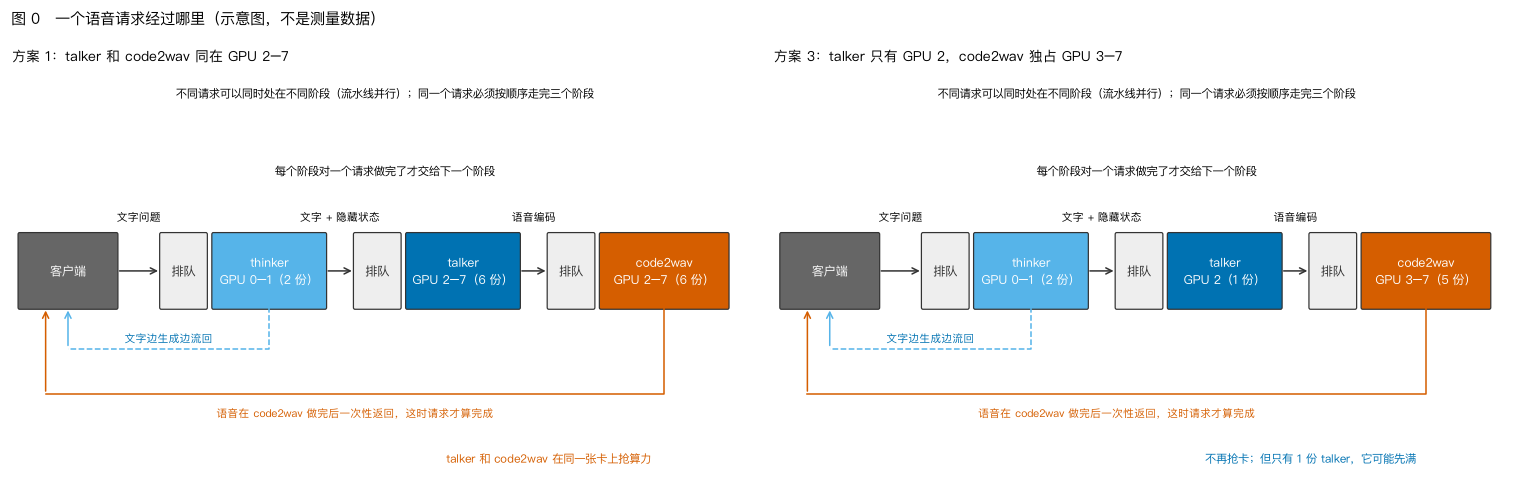 图 0　一个语音请求经过哪里（示意图，不是测量数据）
方案 1：talker 和 code2wav 同在 GPU 2—7
不同请求可以同时处在不同阶段（流水线并行）；同一个请求必须按顺序走完三个阶段
每个阶段对一个请求做完了才交给下一个阶段
文字问题
文字 + 隐藏状态
语音编码
客户端
排队
thinker
GPU 0—1（2 份）
排队
talker
GPU 2—7（6 份）
排队
code2wav
GPU 2—7（6 份）
文字边生成边流回
语音在 code2wav 做完后一次性返回，这时请求才算完成
talker 和 code2wav 在同一张卡上抢算力
方案 3：talker 只有 GPU 2，code2wav 独占 GPU 3—7
不同请求可以同时处在不同阶段（流水线并行）；同一个请求必须按顺序走完三个阶段
每个阶段对一个请求做完了才交给下一个阶段
文字问题
文字 + 隐藏状态
语音编码
客户端
排队
thinker
GPU 0—1（2 份）
排队
talker
GPU 2（1 份）
排队
code2wav
GPU 3—7（5 份）
文字边生成边流回
语音在 code2wav 做完后一次性返回，这时请求才算完成
不再抢卡；但只有 1 份 talker，它可能先满